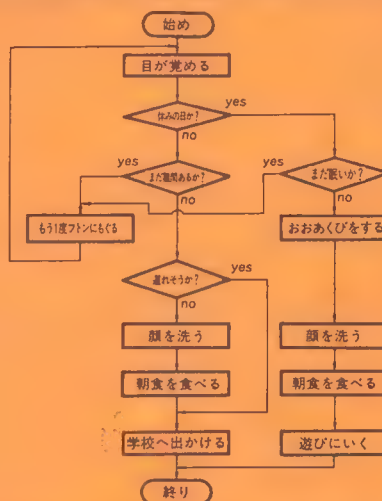 始め
目が覚める
休みの日か?
yes
no
まだ時間あるか?
yes
no
まだ眠いか?
yes
no
もう1度フトンにもぐる
おおあくびをする
遅れそうか?
yes
no
顔を洗う
顔を洗う
朝食を食べる
朝食を食べる
学校へ出かける
遊びにいく
終り